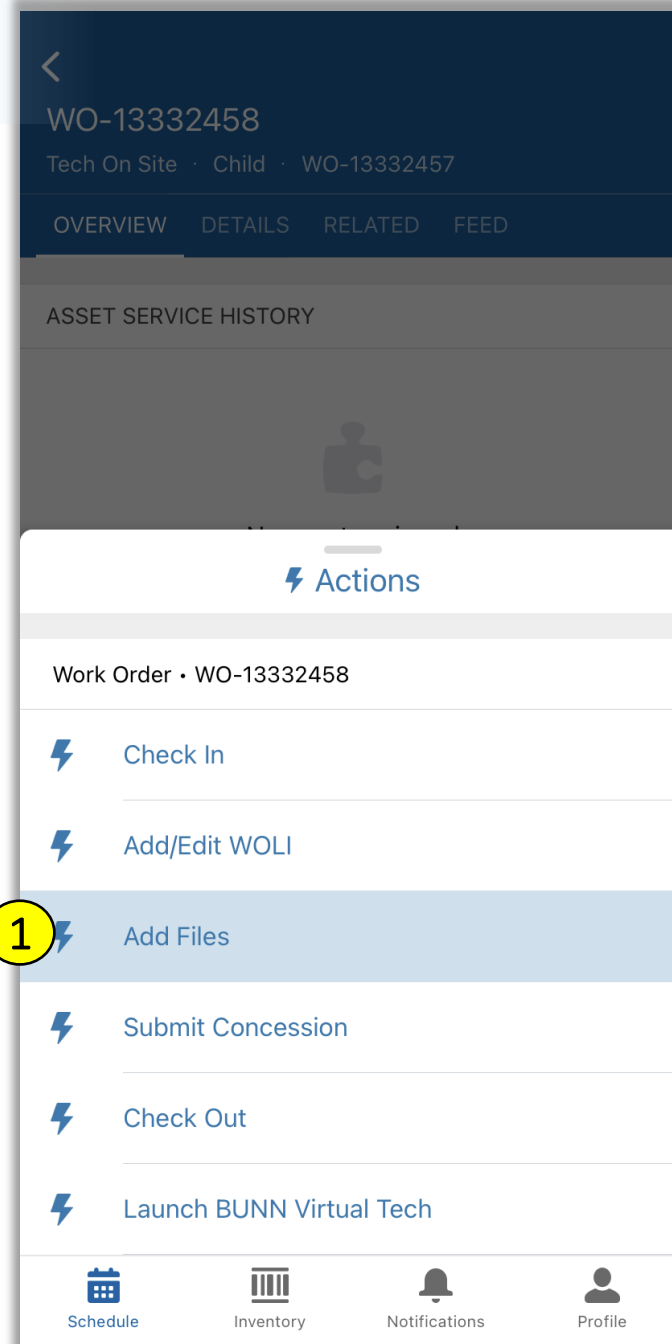 WO-13332458
Tech On Site · Child · WO-13332457
OVERVIEW DETAILS RELATED FEED
ASSET SERVICE HISTORY
Actions
Work Order • WO-13332458
Check In
Add/Edit WOLI
1 Add Files
Submit Concession
Check Out
Launch BUNN Virtual Tech
Schedule Inventory Notifications Profile